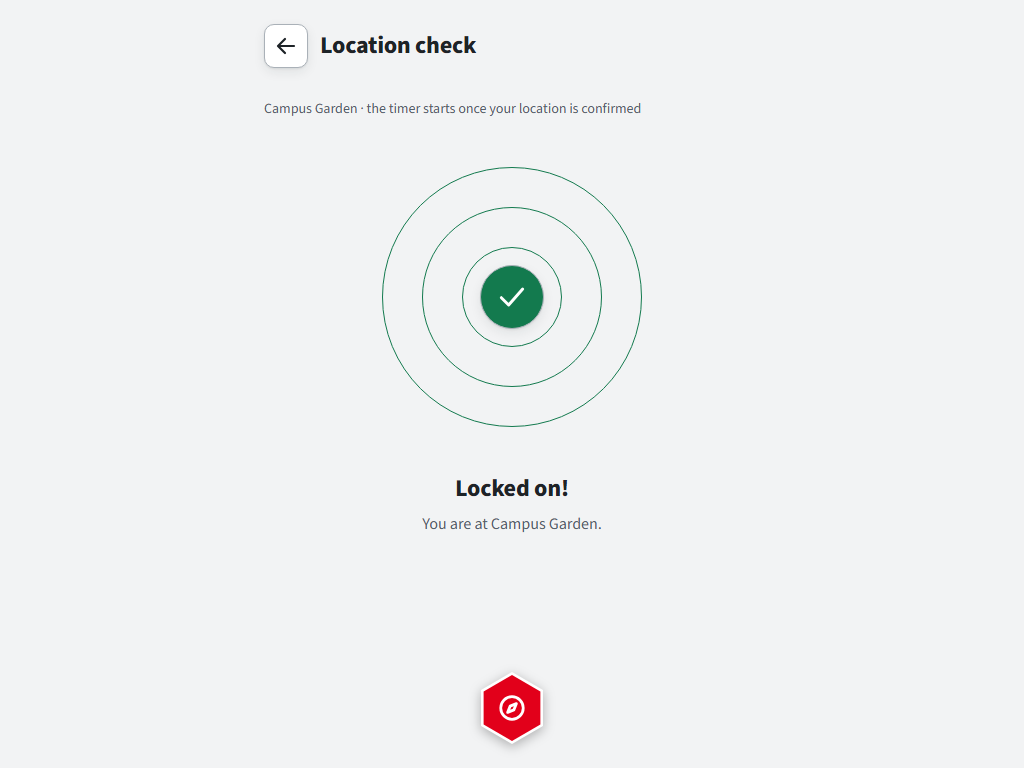 Location check
Campus Garden · the timer starts once your location is confirmed
Locked on!
You are at Campus Garden.